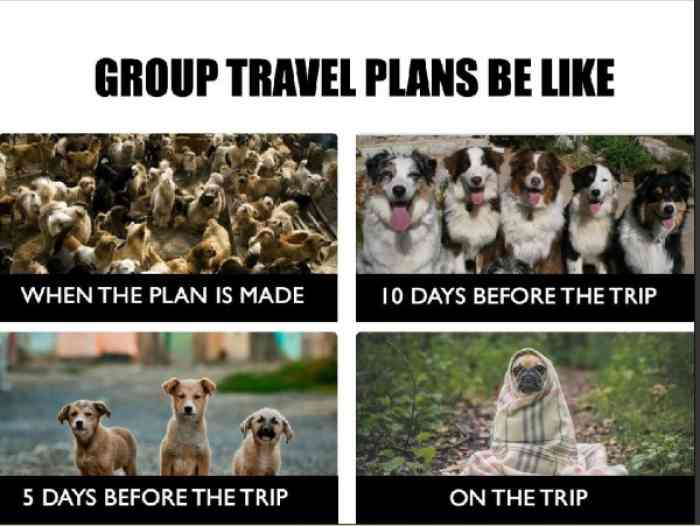 GROUP TRAVEL PLANS BE LIKE
WHEN THE PLAN IS MADE
10 DAYS BEFORE THE TRIP
5 DAYS BEFORE THE TRIP
ON THE TRIP